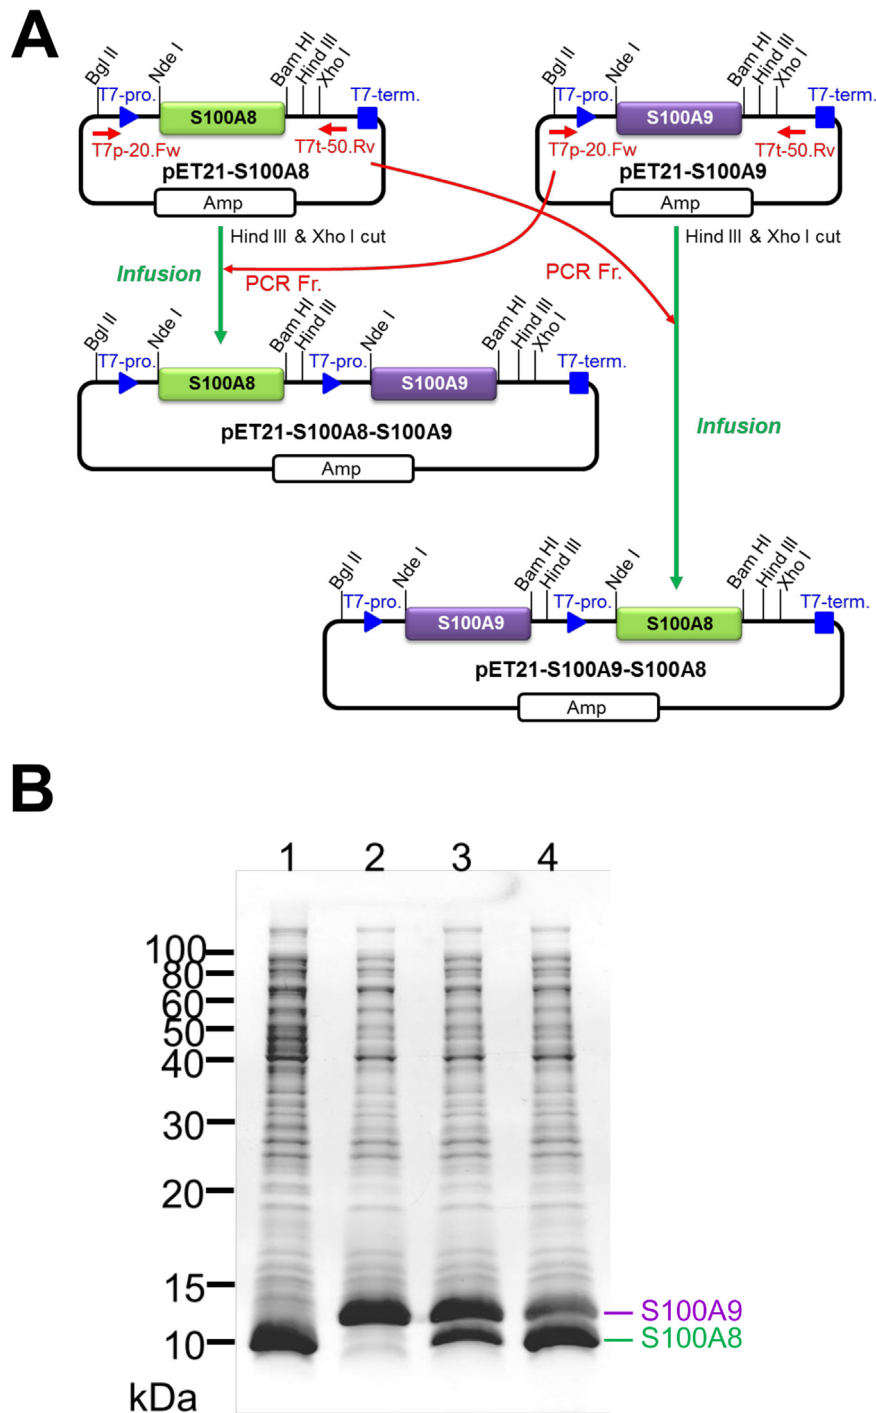 A
Bgl II
Nde I
Bam HI
Hind III
Xho I
T7-pro.
S100A8
T7-term.
T7p-20.Fw
T7t-50.Rv
pET21-S100A8
Amp
Bgl II
Nde I
Bam HI
Hind III
Xho I
T7-pro.
S100A9
T7-term.
T7p-20.Fw
T7t-50.Rv
pET21-S100A9
Amp
Hind III & Xho I cut
Hind III & Xho I cut
Infusion
PCR Fr.
PCR Fr.
Bgl II
Nde I
Bam HI
Hind III
Nde I
Bam HI
Hind III
Xho I
T7-pro.
S100A8
T7-pro.
S100A9
T7-term.
pET21-S100A8-S100A9
Amp
Infusion
Bgl II
Nde I
Bam HI
Hind III
Nde I
Bam HI
Hind III
Xho I
T7-pro.
S100A9
T7-pro.
S100A8
T7-term.
pET21-S100A9-S100A8
Amp
B
1 2 3 4
100
80
60
50
40
30
20
15
S100A9
10
S100A8
kDa